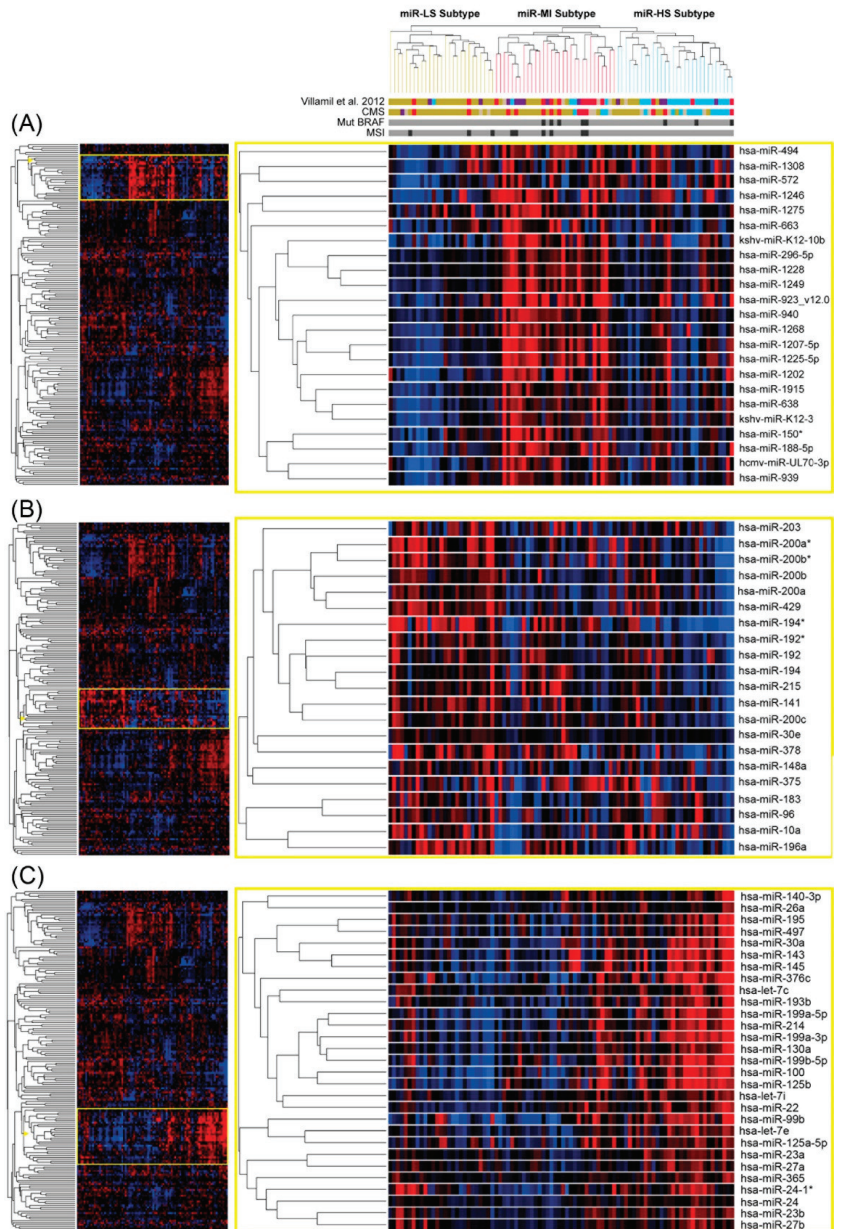 miR-LS Subtype miR-MI Subtype miR-HS Subtype
Villamil et al. 2012
CMS
Mut BRAF
MSI
(A)
hsa-miR-494
hsa-miR-1308
hsa-miR-572
hsa-miR-1246
hsa-miR-1275
hsa-miR-663
kshv-miR-K12-10b
hsa-miR-296-5p
hsa-miR-1228
hsa-miR-1249
hsa-miR-923_v12.0
hsa-miR-940
hsa-miR-1268
hsa-miR-1207-5p
hsa-miR-1225-5p
hsa-miR-1202
hsa-miR-1915
hsa-miR-638
kshv-miR-K12-3
hsa-miR-150*
hsa-miR-188-5p
hcmv-miR-UL70-3p
hsa-miR-939
(B)
hsa-miR-203
hsa-miR-200a*
hsa-miR-200b*
hsa-miR-200b
hsa-miR-200a
hsa-miR-429
hsa-miR-194*
hsa-miR-192*
hsa-miR-192
hsa-miR-194
hsa-miR-215
hsa-miR-141
hsa-miR-200c
hsa-miR-30e
hsa-miR-378
hsa-miR-148a
hsa-miR-375
hsa-miR-183
hsa-miR-96
hsa-miR-10a
hsa-miR-196a
(C)
hsa-miR-140-3p
hsa-miR-26a
hsa-miR-195
hsa-miR-497
hsa-miR-30a
hsa-miR-143
hsa-miR-145
hsa-miR-376c
hsa-let-7c
hsa-miR-193b
hsa-miR-199a-5p
hsa-miR-214
hsa-miR-199a-3p
hsa-miR-130a
hsa-miR-199b-5p
hsa-miR-100
hsa-miR-125b
hsa-let-7i
hsa-miR-22
hsa-miR-99b
hsa-let-7e
hsa-miR-125a-5p
hsa-miR-23a
hsa-miR-27a
hsa-miR-365
hsa-miR-24-1*
hsa-miR-24
hsa-miR-23b
hsa-miR-27b